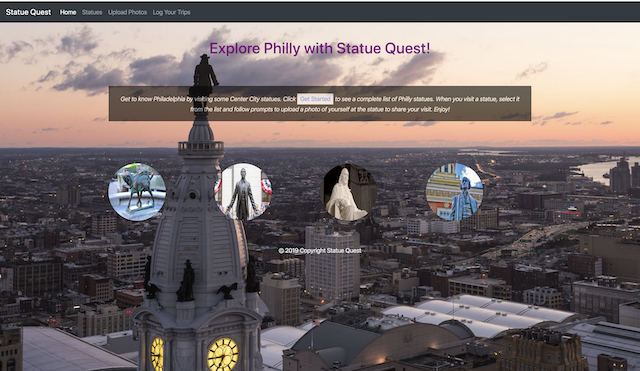 Statue Quest Home Statues Upload Photos Log Your Trips
Explore Philly with Statue Quest!
Get to know Philadelphia by visiting some Center City statues. Click Get Started to see a complete list of Philly statues. When you visit a statue, select it
from the list and follow prompts to upload a photo of yourself at the statue to share your visit. Enjoy!
© 2019 Copyright Statue Quest